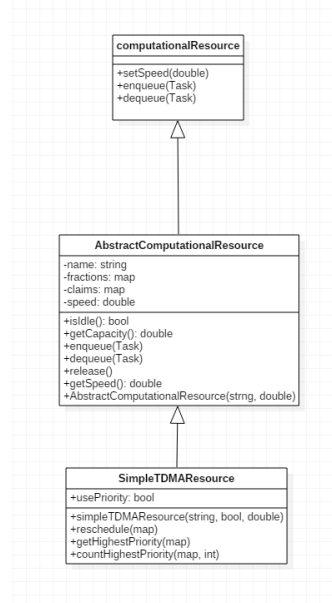 computationalResource
+setSpeed(double)
+enqueue(Task)
+dequeue(Task)
AbstractComputationalResource
-name: string
-fractions: map
-claims: map
-speed: double
+isIdle(): bool
+getCapacity(): double
+enqueue(Task)
+dequeue(Task)
+release()
+getSpeed(): double
+AbstractComputationalResource(strng, double)
SimpleTDMAResource
+usePriority: bool
+simpleTDMAResource(string, bool, double)
+reschedule(map)
+getHighestPriority(map)
+countHighestPriority(map, int)